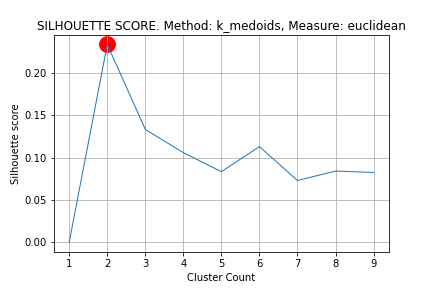 SILHOUETTE SCORE. Method: k_medoids, Measure: euclidean
Silhouette score
0.20
0.15
0.10
0.05
0.00
1 2 3 4 5 6 7 8 9
Cluster Count